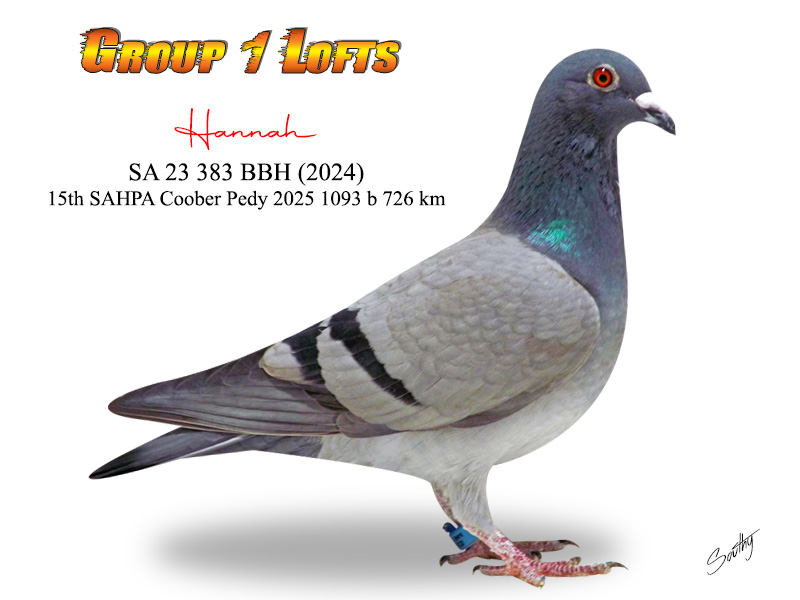 Group 1 Lofts
Hannah
SA 23 383 BBH (2024)
15th SAHPA Coober Pedy 2025 1093 b 726 km
Southy